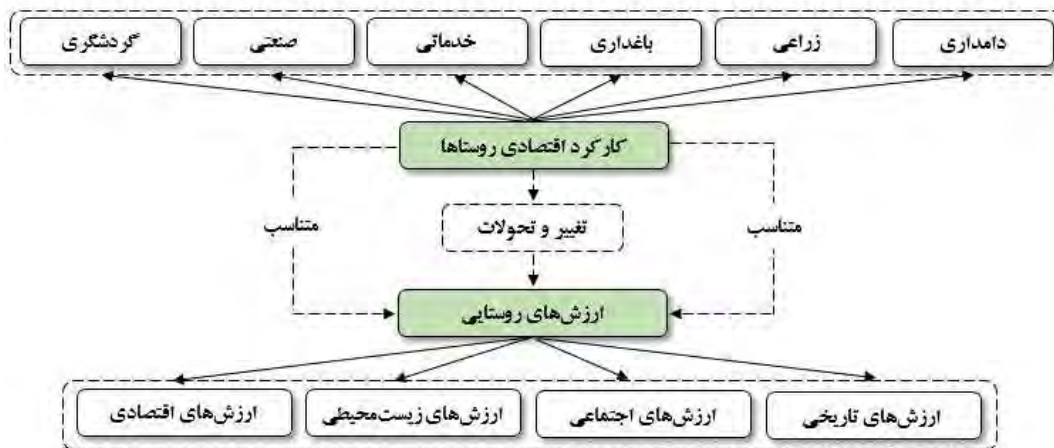 دامداری
زراعی
باغداری
خدماتی
صنعتی
گردشگری
کارکرد اقتصادی روستاها
متناسب
تغییر و تحولات
متناسب
ارزش‌های روستایی
ارزش‌های تاریخی
ارزش‌های اجتماعی
ارزش‌های زیست‌محیطی
ارزش‌های اقتصادی